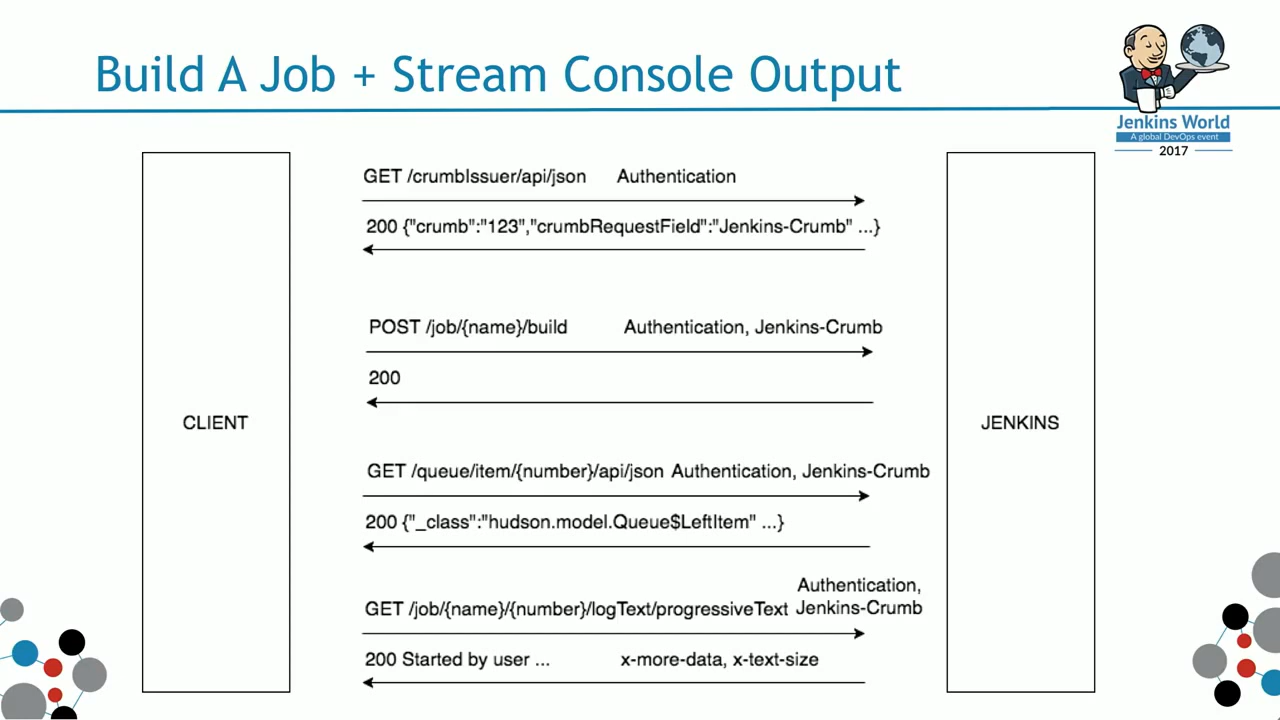 Build A Job + Stream Console Output
Jenkins World
A global DevOps event
2017
GET /crumbIssuer/api/json Authentication
200 {"crumb":"123","crumbRequestField":"Jenkins-Crumb" ...}
POST /job/{name}/build Authentication, Jenkins-Crumb
200
CLIENT
JENKINS
GET /queue/item/{number}/api/json Authentication, Jenkins-Crumb
200 {"_class":"hudson.model.Queue$LeftItem" ...}
Authentication,
GET /job/{name}/{number}/logText/progressiveText Jenkins-Crumb
200 Started by user ... x-more-data, x-text-size